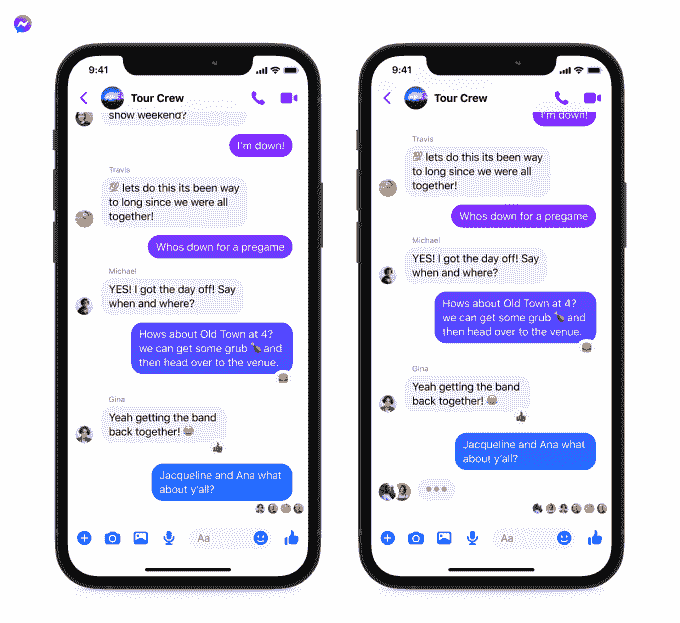 9:41
Tour Crew
show weekend?
I'm down!
Travis
💯 lets do this its been way
to long since we were all
together!
Whos down for a pregame
Michael
YES! I got the day off! Say
when and where?
Hows about Old Town at 4?
we can get some grub 🍗 and
then head over to the venue.
Gina
Yeah getting the band
back together! 😂
Jacqueline and Ana what
about y'all?
Aa
9:41
Tour Crew
I'm down!
Travis
💯 lets do this its been way
to long since we were all
together!
Whos down for a pregame
Michael
YES! I got the day off! Say
when and where?
Hows about Old Town at 4?
we can get some grub 🍗 and
then head over to the venue.
Gina
Yeah getting the band
back together! 😂
Jacqueline and Ana what
about y'all?
Aa